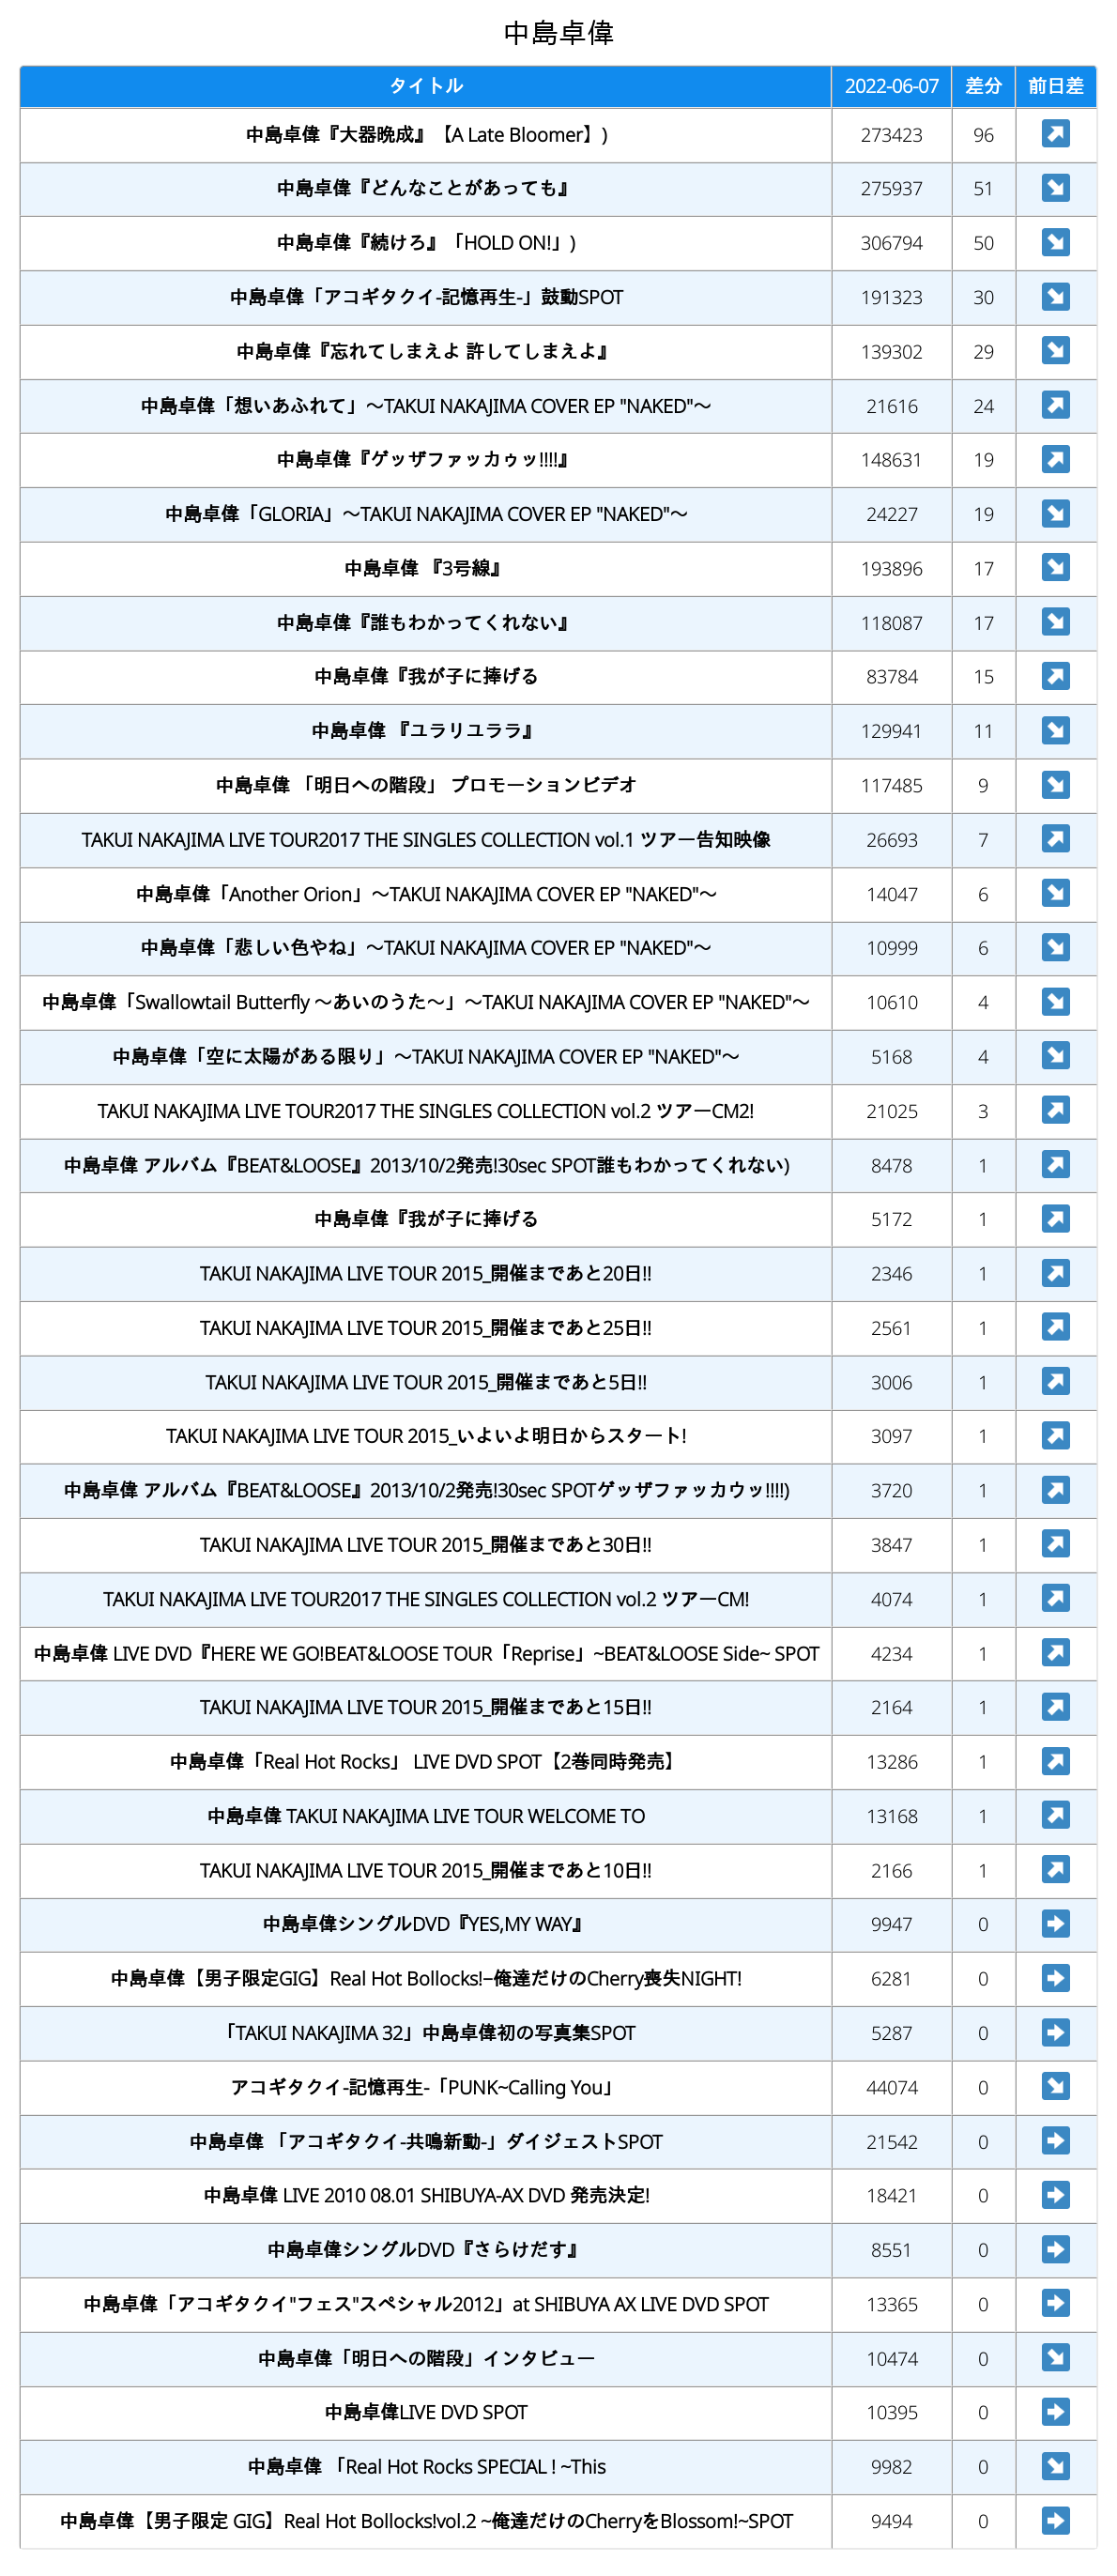 中島卓偉
タイトル 2022-06-07 差分 前日差
中島卓偉『大器晩成』【A Late Bloomer】) 273423 96 ↗
中島卓偉『どんなことがあっても』 275937 51 ↘
中島卓偉『続けろ』「HOLD ON!」) 306794 50 ↘
中島卓偉「アコギタクイ-記憶再生-」鼓動SPOT 191323 30 ↘
中島卓偉『忘れてしまえよ 許してしまえよ』 139302 29 ↘
中島卓偉「想いあふれて」〜TAKUI NAKAJIMA COVER EP "NAKED"〜 21616 24 ↗
中島卓偉『ゲッザファッカゥッ!!!!』 148631 19 ↗
中島卓偉「GLORIA」〜TAKUI NAKAJIMA COVER EP "NAKED"〜 24227 19 ↘
中島卓偉 『3号線』 193896 17 ↘
中島卓偉『誰もわかってくれない』 118087 17 ↘
中島卓偉『我が子に捧げる 83784 15 ↗
中島卓偉 『ユラリユララ』 129941 11 ↘
中島卓偉 「明日への階段」 プロモーションビデオ 117485 9 ↘
TAKUI NAKAJIMA LIVE TOUR2017 THE SINGLES COLLECTION vol.1 ツアー告知映像 26693 7 ↗
中島卓偉「Another Orion」〜TAKUI NAKAJIMA COVER EP "NAKED"〜 14047 6 ↘
中島卓偉「悲しい色やね」〜TAKUI NAKAJIMA COVER EP "NAKED"〜 10999 6 ↘
中島卓偉「Swallowtail Butterfly 〜あいのうた〜」〜TAKUI NAKAJIMA COVER EP "NAKED"〜 10610 4 ↘
中島卓偉「空に太陽がある限り」〜TAKUI NAKAJIMA COVER EP "NAKED"〜 5168 4 ↘
TAKUI NAKAJIMA LIVE TOUR2017 THE SINGLES COLLECTION vol.2 ツアーCM2! 21025 3 ↗
中島卓偉 アルバム『BEAT&LOOSE』2013/10/2発売!30sec SPOT誰もわかってくれない) 8478 1 ↗
中島卓偉『我が子に捧げる 5172 1 ↗
TAKUI NAKAJIMA LIVE TOUR 2015_開催まであと20日!! 2346 1 ↗
TAKUI NAKAJIMA LIVE TOUR 2015_開催まであと25日!! 2561 1 ↗
TAKUI NAKAJIMA LIVE TOUR 2015_開催まであと5日!! 3006 1 ↗
TAKUI NAKAJIMA LIVE TOUR 2015_いよいよ明日からスタート! 3097 1 ↗
中島卓偉 アルバム『BEAT&LOOSE』2013/10/2発売!30sec SPOTゲッザファッカウッ!!!!) 3720 1 ↗
TAKUI NAKAJIMA LIVE TOUR 2015_開催まであと30日!! 3847 1 ↗
TAKUI NAKAJIMA LIVE TOUR2017 THE SINGLES COLLECTION vol.2 ツアーCM! 4074 1 ↗
中島卓偉 LIVE DVD『HERE WE GO!BEAT&LOOSE TOUR「Reprise」~BEAT&LOOSE Side~ SPOT 4234 1 ↗
TAKUI NAKAJIMA LIVE TOUR 2015_開催まであと15日!! 2164 1 ↗
中島卓偉「Real Hot Rocks」 LIVE DVD SPOT【2巻同時発売】 13286 1 ↗
中島卓偉 TAKUI NAKAJIMA LIVE TOUR WELCOME TO 13168 1 ↗
TAKUI NAKAJIMA LIVE TOUR 2015_開催まであと10日!! 2166 1 ↗
中島卓偉シングルDVD『YES,MY WAY』 9947 0 ➡
中島卓偉【男子限定GIG】Real Hot Bollocks!−俺達だけのCherry喪失NIGHT! 6281 0 ➡
「TAKUI NAKAJIMA 32」中島卓偉初の写真集SPOT 5287 0 ➡
アコギタクイ-記憶再生-「PUNK~Calling You」 44074 0 ↘
中島卓偉 「アコギタクイ-共鳴新動-」ダイジェストSPOT 21542 0 ➡
中島卓偉 LIVE 2010 08.01 SHIBUYA-AX DVD 発売決定! 18421 0 ➡
中島卓偉シングルDVD『さらけだす』 8551 0 ➡
中島卓偉「アコギタクイ"フェス"スペシャル2012」at SHIBUYA AX LIVE DVD SPOT 13365 0 ➡
中島卓偉「明日への階段」インタビュー 10474 0 ↘
中島卓偉LIVE DVD SPOT 10395 0 ➡
中島卓偉 「Real Hot Rocks SPECIAL ! ~This 9982 0 ↘
中島卓偉【男子限定 GIG】Real Hot Bollocks!vol.2 ~俺達だけのCherryをBlossom!~SPOT 9494 0 ➡